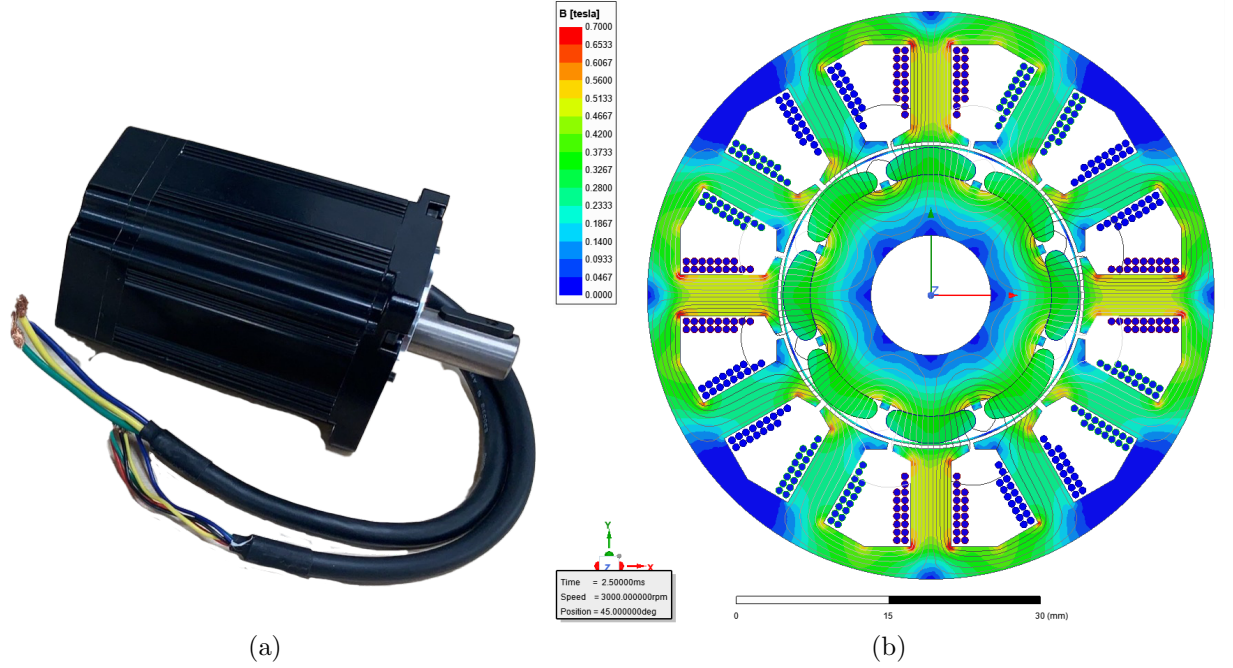 B [tesla]
0.7000
0.6533
0.6067
0.5600
0.5133
0.4667
0.4200
0.3733
0.3267
0.2800
0.2333
0.1867
0.1400
0.0933
0.0467
0.0000
Z
Y
Z
X
Time = 2.50000ms
Speed = 3000.000000rpm
Position = 45.000000deg
0 15 30 (mm)
(a) (b)